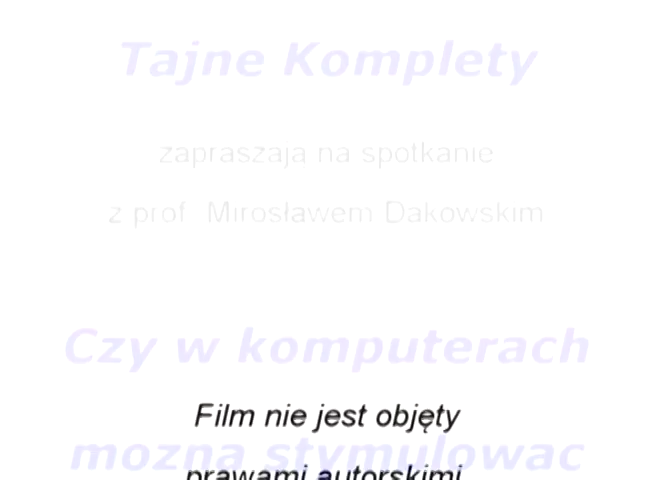 Tajne Komplety
zapraszają na spotkanie
z prof. Mirosławem Dakowskim
Czy w komputerach
Film nie jest objęty
mozna stymulowac
prawami autorskimi